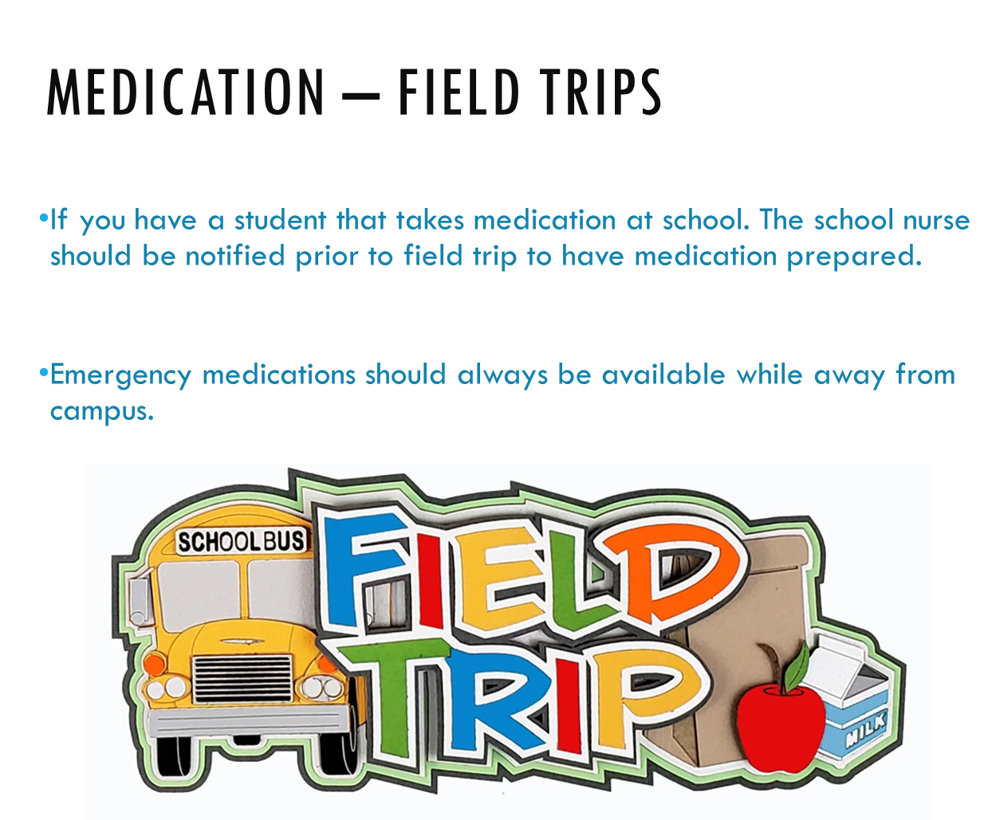 MEDICATION – FIELD TRIPS
•If you have a student that takes medication at school. The school nurse
should be notified prior to field trip to have medication prepared.
•Emergency medications should always be available while away from
campus.
SCHOOL BUS
FIELD
TRIP
MILK